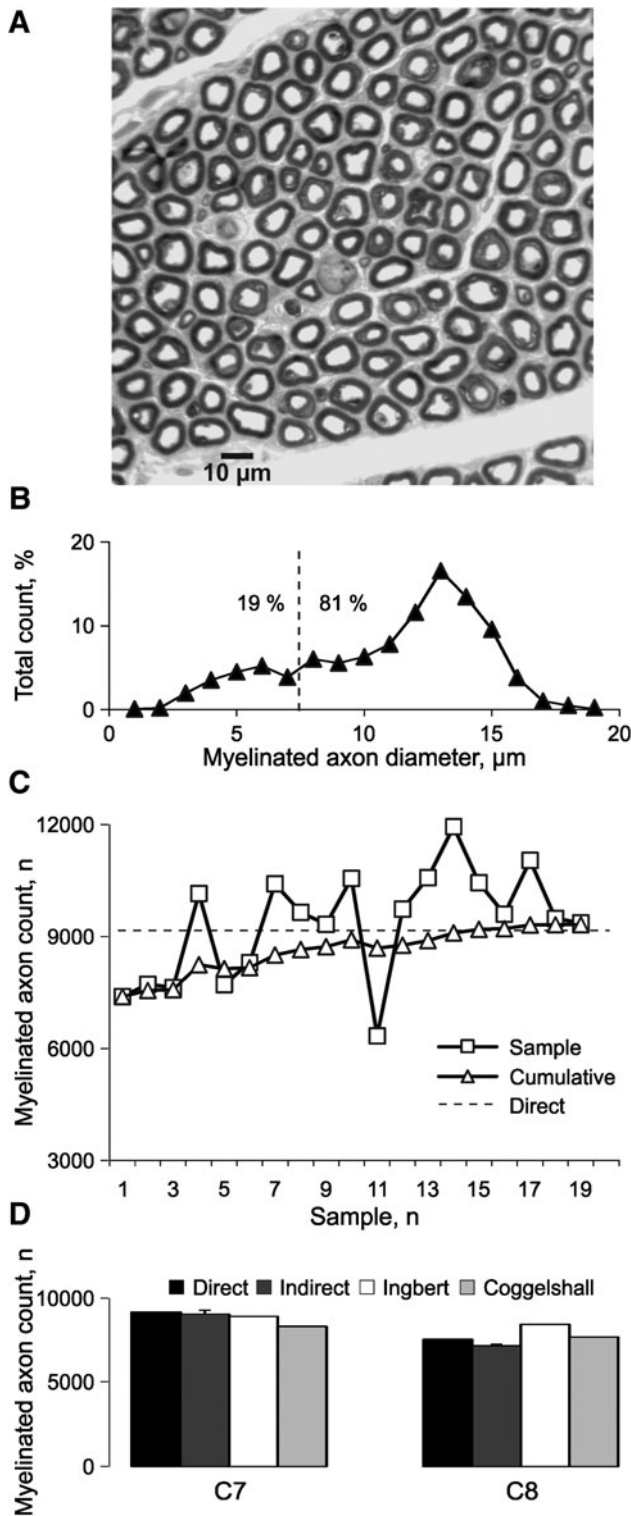 A
10 µm
B
Total count, %
20
10
0
19 %
81 %
0
5
10
15
20
Myelinated axon diameter, µm
C
Myelinated axon count, n
12000
9000
6000
3000
Sample
Cumulative
Direct
1
3
5
7
9
11
13
15
17
19
Sample, n
D
Myelinated axon count, n
Direct
Indirect
Ingbert
Coggelshall
10000
5000
0
C7
C8